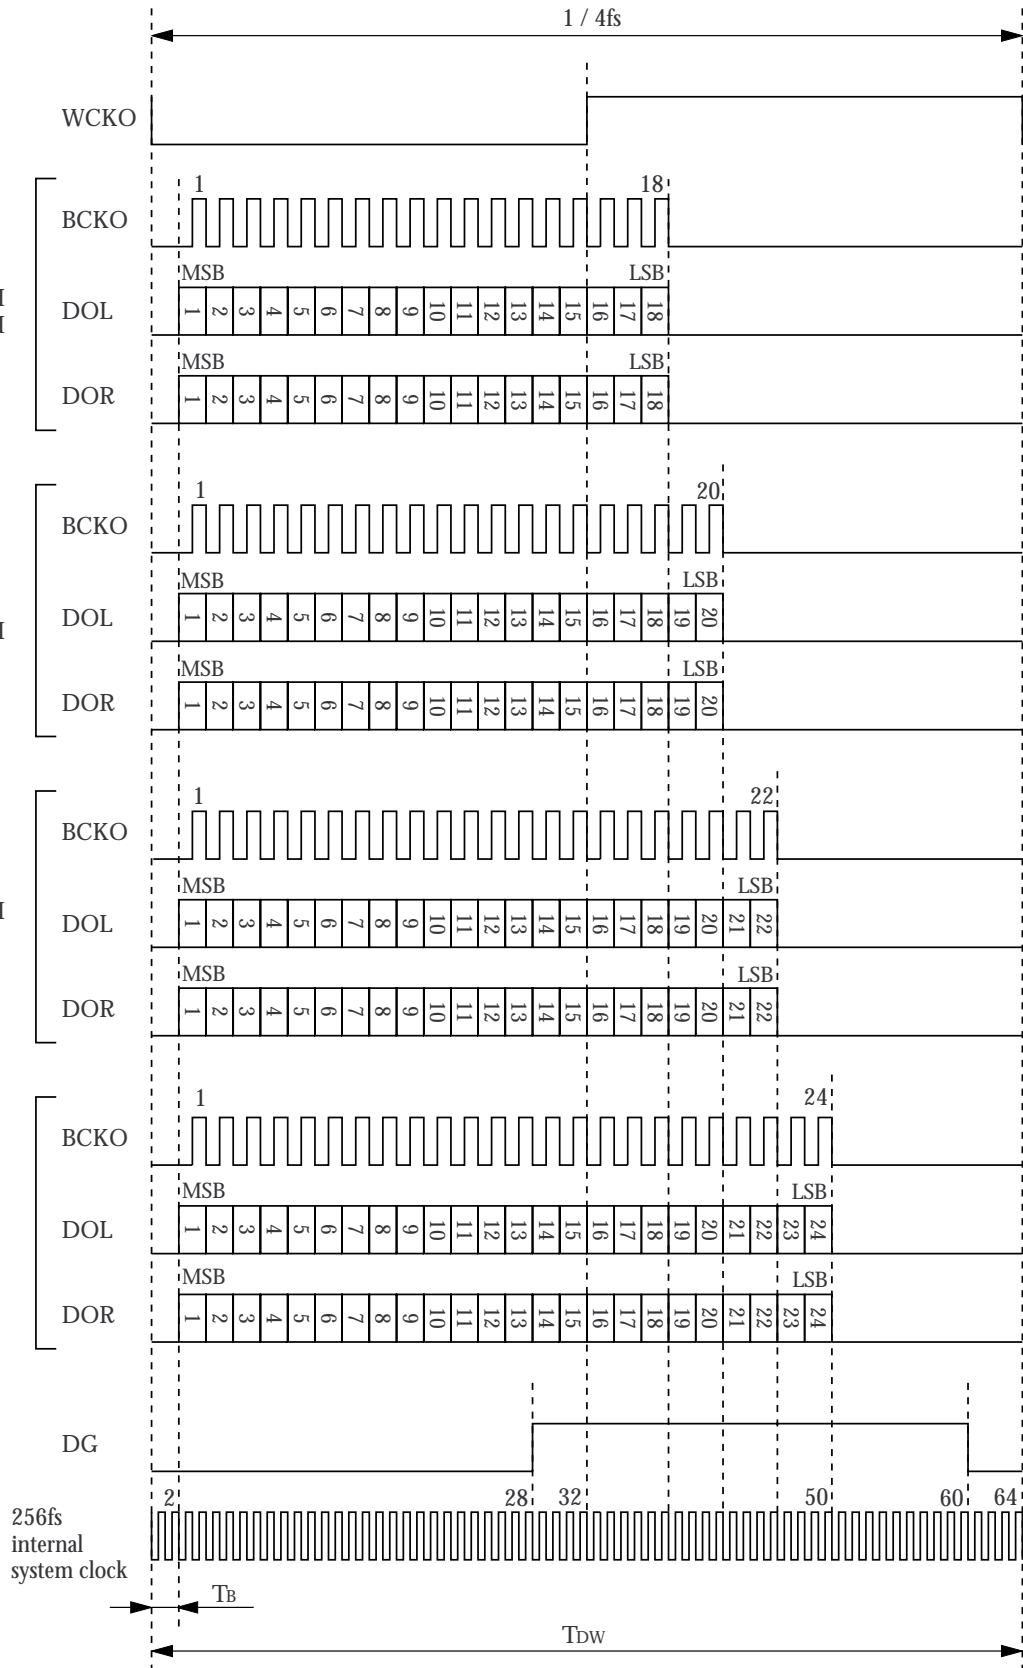 1 / 4fs
WCKO
1 18
BCKO
MSB LSB
DOL 1 2 3 4 5 6 7 8 9 10 11 12 13 14 15 16 17 18
MSB LSB
DOR 1 2 3 4 5 6 7 8 9 10 11 12 13 14 15 16 17 18
1 20
BCKO
MSB LSB
DOL 1 2 3 4 5 6 7 8 9 10 11 12 13 14 15 16 17 18 19 20
MSB LSB
DOR 1 2 3 4 5 6 7 8 9 10 11 12 13 14 15 16 17 18 19 20
1 22
BCKO
MSB LSB
DOL 1 2 3 4 5 6 7 8 9 10 11 12 13 14 15 16 17 18 19 20 21 22
MSB LSB
DOR 1 2 3 4 5 6 7 8 9 10 11 12 13 14 15 16 17 18 19 20 21 22
1 24
BCKO
MSB LSB
DOL 1 2 3 4 5 6 7 8 9 10 11 12 13 14 15 16 17 18 19 20 21 22 23 24
MSB LSB
DOR 1 2 3 4 5 6 7 8 9 10 11 12 13 14 15 16 17 18 19 20 21 22 23 24
DG
2 28 32 50 60 64
256fs
internal
system clock
TB
TDW